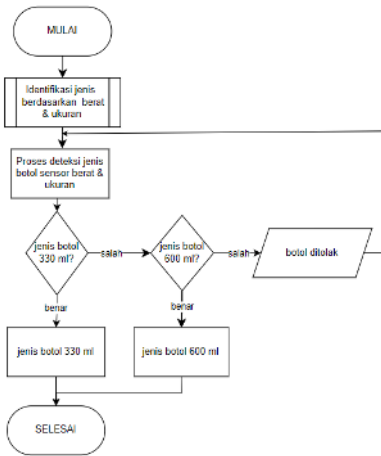 MULAI
Identifikasi jenis
berdasarkan berat
& ukuran
Proses deteksi jenis
botol sensor berat &
ukuran
jenis botol
330 ml?
salah
jenis botol
600 ml?
salah
botol ditolak
benar
benar
jenis botol 330 ml
jenis botol 600 ml
SELESAI